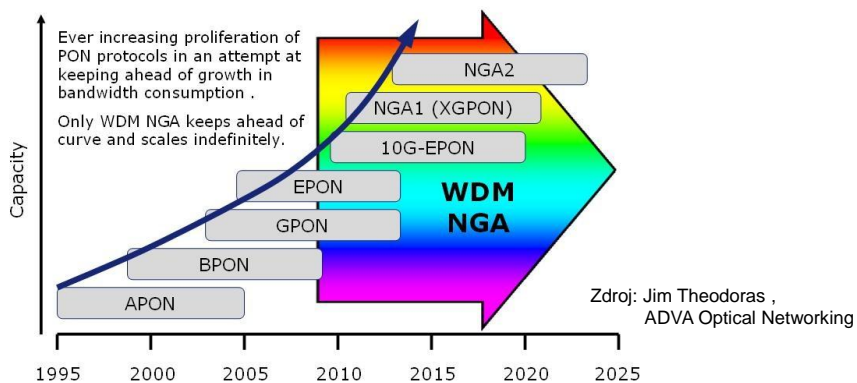 Ever increasing proliferation of
PON protocols in an attempt at
keeping ahead of growth in
bandwidth consumption .
Only WDM NGA keeps ahead of
curve and scales indefinitely.
Capacity
NGA2
NGA1 (XGPON)
10G-EPON
EPON
GPON
BPON
APON
WDM
NGA
Zdroj: Jim Theodoras ,
ADVA Optical Networking
1995 2000 2005 2010 2015 2020 2025